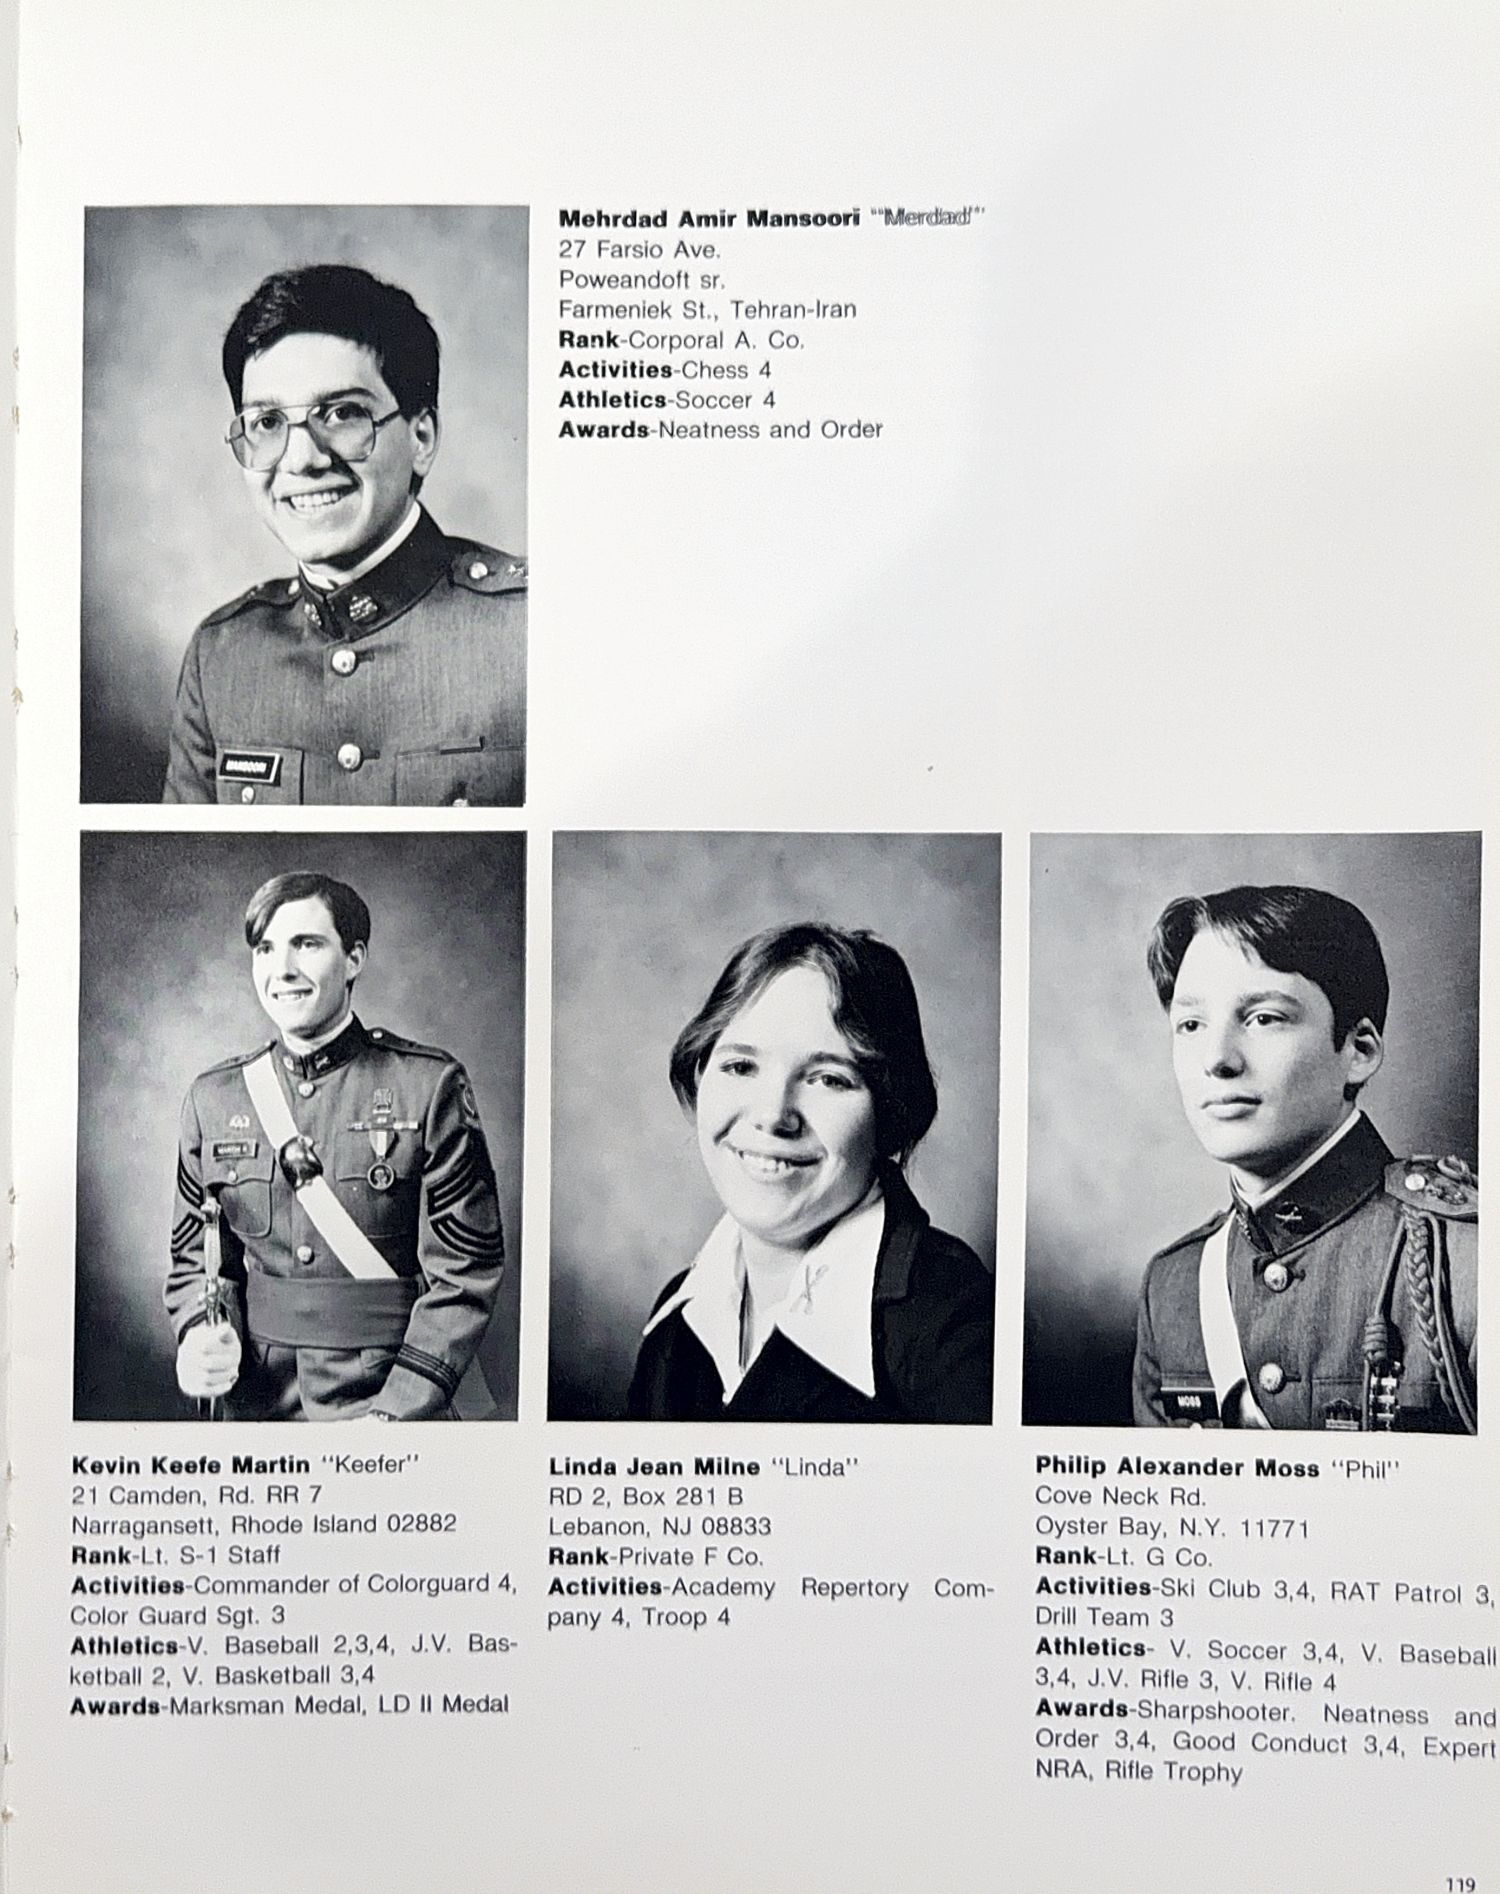 Mehrdad Amir Mansoori ""Merdad""
27 Farsio Ave.
Poweandoft sr.
Farmeniek St., Tehran-Iran
Rank-Corporal A. Co.
Activities-Chess 4
Athletics-Soccer 4
Awards-Neatness and Order
MANSOORI
MARTIN K
MOSS
Kevin Keefe Martin "Keefer"
21 Camden, Rd. RR 7
Narragansett, Rhode Island 02882
Rank-Lt. S-1 Staff
Activities-Commander of Colorguard 4,
Color Guard Sgt. 3
Athletics-V. Baseball 2,3,4, J.V. Bas-
ketball 2, V. Basketball 3,4
Awards-Marksman Medal, LD II Medal
Linda Jean Milne "Linda"
RD 2, Box 281 B
Lebanon, NJ 08833
Rank-Private F Co.
Activities-Academy Repertory Com-
pany 4, Troop 4
Philip Alexander Moss "Phil"
Cove Neck Rd.
Oyster Bay, N.Y. 11771
Rank-Lt. G Co.
Activities-Ski Club 3,4, RAT Patrol 3,
Drill Team 3
Athletics- V. Soccer 3,4, V. Baseball
3,4, J.V. Rifle 3, V. Rifle 4
Awards-Sharpshooter. Neatness and
Order 3,4, Good Conduct 3,4, Expert
NRA, Rifle Trophy
119